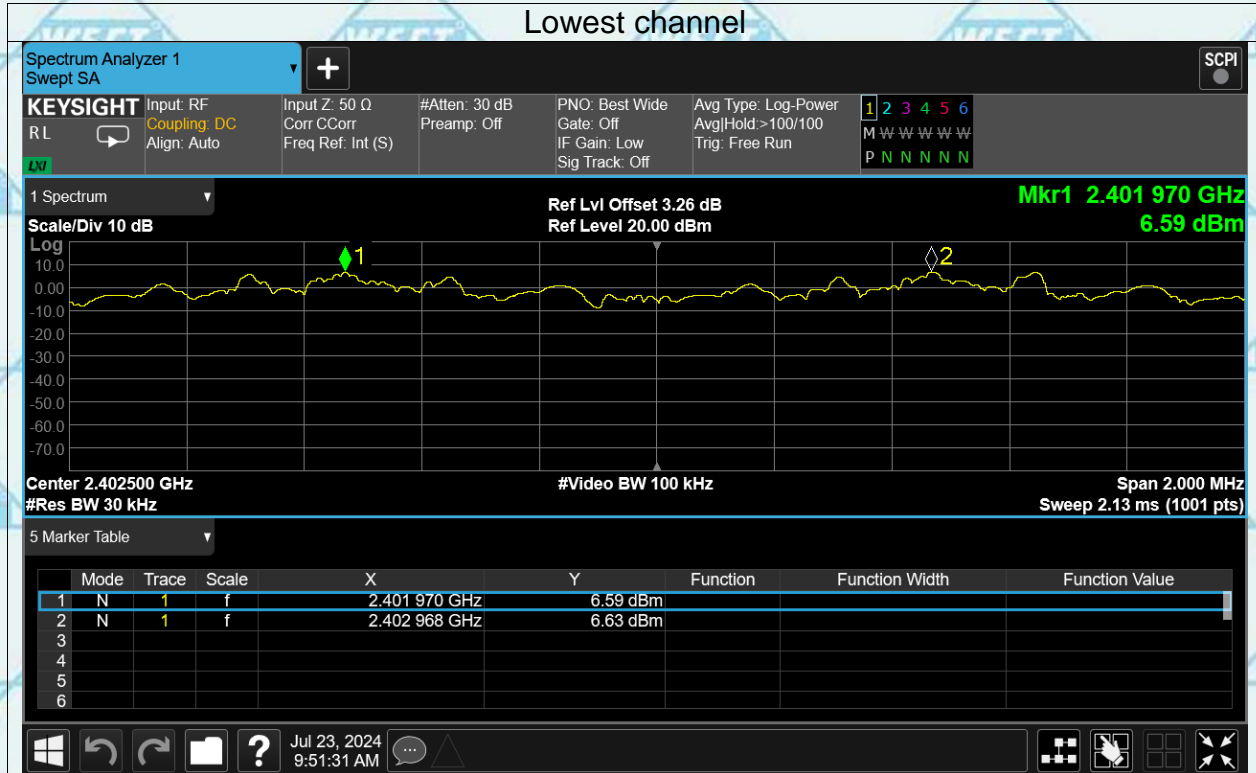 Lowest channel
Spectrum Analyzer 1
Swept SA
SCPI
KEYSIGHT
R L
LXI
Input: RF
Coupling: DC
Align: Auto
Input Z: 50 Ω
Corr CCorr
Freq Ref: Int (S)
#Atten: 30 dB
Preamp: Off
PNO: Best Wide
Gate: Off
IF Gain: Low
Sig Track: Off
Avg Type: Log-Power
Avg|Hold:>100/100
Trig: Free Run
1 2 3 4 5 6
M W W W W W
P N N N N N
1 Spectrum
Scale/Div 10 dB
Ref Lvl Offset 3.26 dB
Ref Level 20.00 dBm
Mkr1 2.401 970 GHz
6.59 dBm
Log
10.0
0.00
-10.0
-20.0
-30.0
-40.0
-50.0
-60.0
-70.0
1
2
Center 2.402500 GHz
#Video BW 100 kHz
Span 2.000 MHz
#Res BW 30 kHz
Sweep 2.13 ms (1001 pts)
5 Marker Table
Mode Trace Scale X Y Function Function Width Function Value
1 N 1 f 2.401 970 GHz 6.59 dBm
2 N 1 f 2.402 968 GHz 6.63 dBm
3
4
5
6
?
Jul 23, 2024
9:51:31 AM